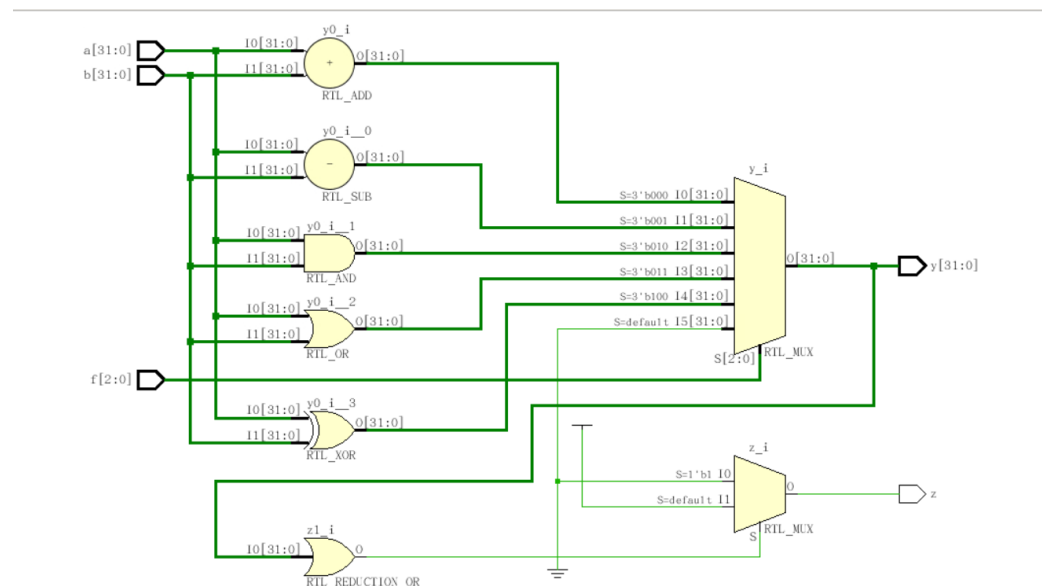 y0_i
a[31:0] I0[31:0] O[31:0]
+
b[31:0] I1[31:0]
RTL_ADD
y0_i__0
I0[31:0] O[31:0]
-
I1[31:0]
RTL_SUB
y_i
S=3'b000 I0[31:0]
S=3'b001 I1[31:0]
y0_i__1
I0[31:0] O[31:0]
S=3'b010 I2[31:0]
I1[31:0]
RTL_AND
O[31:0] y[31:0]
S=3'b011 I3[31:0]
S=3'b100 I4[31:0]
y0_i__2
I0[31:0] O[31:0]
S=default I5[31:0]
I1[31:0]
RTL_OR
S[2:0] RTL_MUX
f[2:0]
y0_i__3
I0[31:0] O[31:0]
I1[31:0]
RTL_XOR
z_i
S=1'b1 I0
O z
S=default I1
S RTL_MUX
z1_i
I0[31:0] O
RTL_REDUCTION_OR